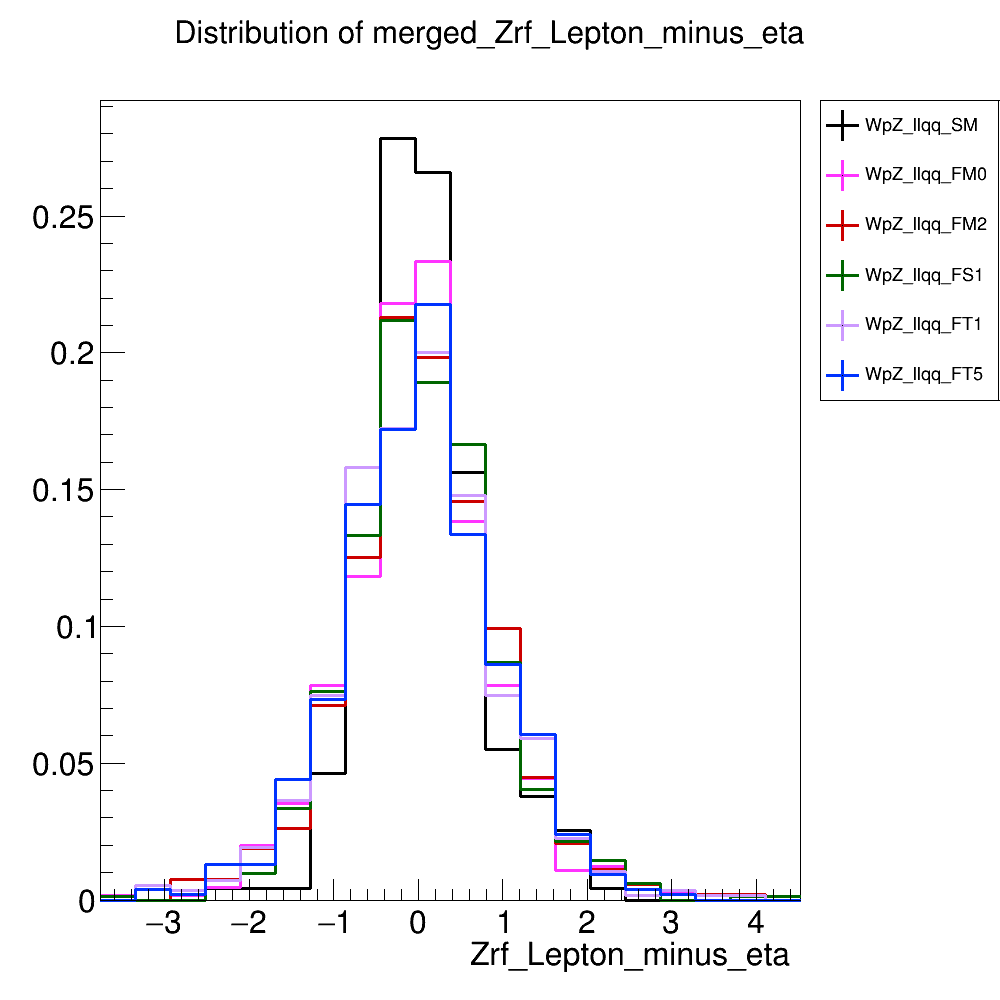 Distribution of merged_Zrf_Lepton_minus_eta
WpZ_llqq_SM
WpZ_llqq_FM0
WpZ_llqq_FM2
WpZ_llqq_FS1
WpZ_llqq_FT1
WpZ_llqq_FT5
0.25
0.2
0.15
0.1
0.05
0
−3 −2 −1 0 1 2 3 4
Zrf_Lepton_minus_eta